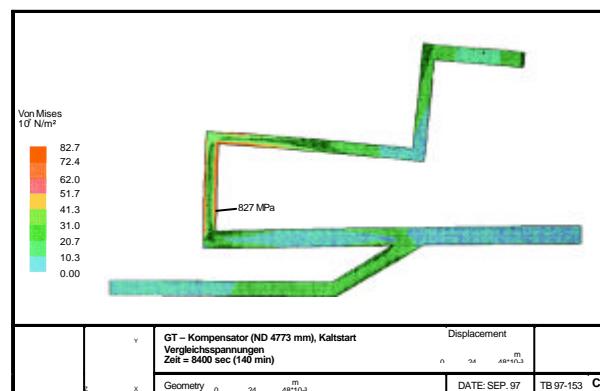 Von Mises
10⁷ N/m²
82.7
72.4
62.0
51.7
41.3
31.0
20.7
10.3
0.00
827 MPa
Y
Z X
GT – Kompensator (ND 4773 mm), Kaltstart
Vergleichsspannungen
Zeit = 8400 sec (140 min)
Displacement
m
0 24 48*10-3
Geometry 0 24 48*10-3
m
DATE: SEP. 97
TB 97-153
C